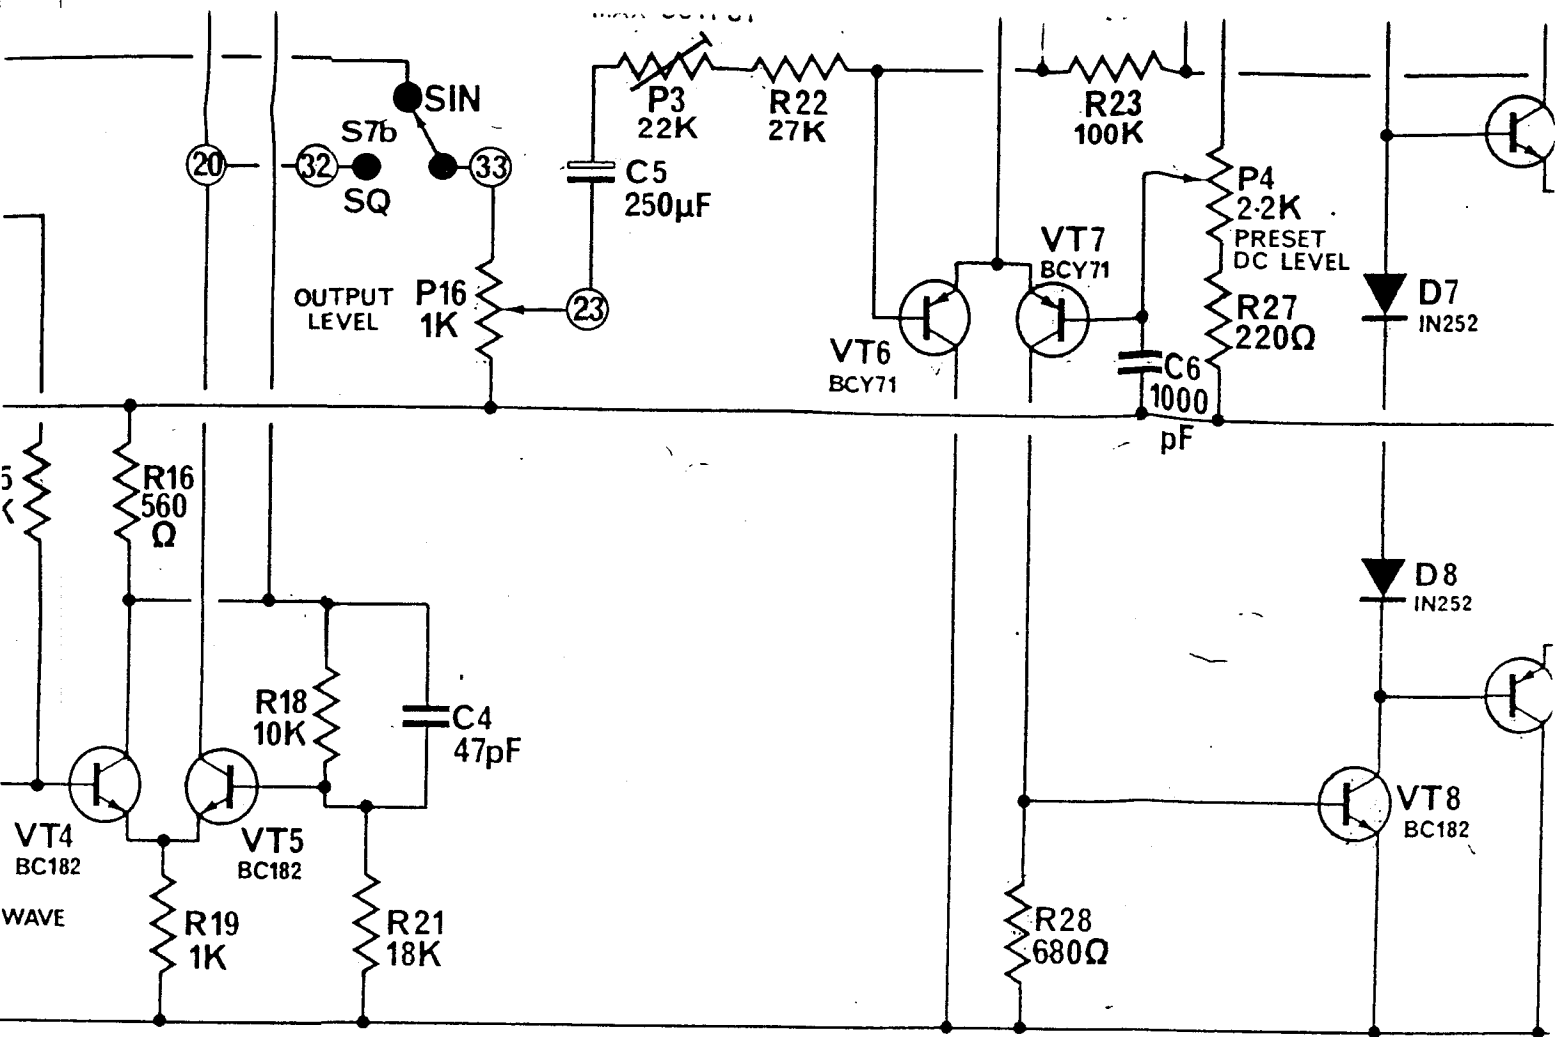 SIN
S7b
20
32
33
SQ
P3
22K
R22
27K
R23
100K
C5
250µF
P4
2·2K
PRESET
DC LEVEL
VT7
BCY71
OUTPUT
LEVEL
P16
1K
23
R27
220Ω
D7
IN252
VT6
BCY71
C6
1000
pF
5
K
R16
560
Ω
D8
IN252
R18
10K
C4
47pF
VT4
BC182
VT5
BC182
VT8
BC182
WAVE
R19
1K
R21
18K
R28
680Ω